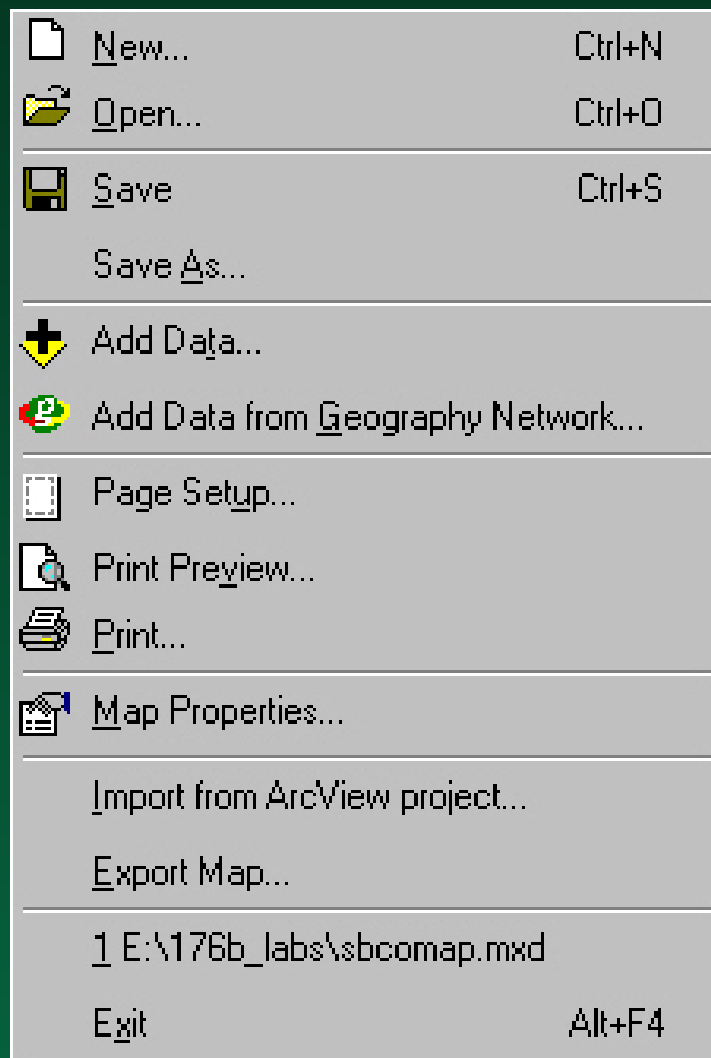 New... Ctrl+N
Open... Ctrl+O
Save Ctrl+S
Save As...
Add Data...
Add Data from Geography Network...
Page Setup...
Print Preview...
Print...
Map Properties...
Import from ArcView project...
Export Map...
1 E:\176b_labs\sbcomap.mxd
Exit Alt+F4